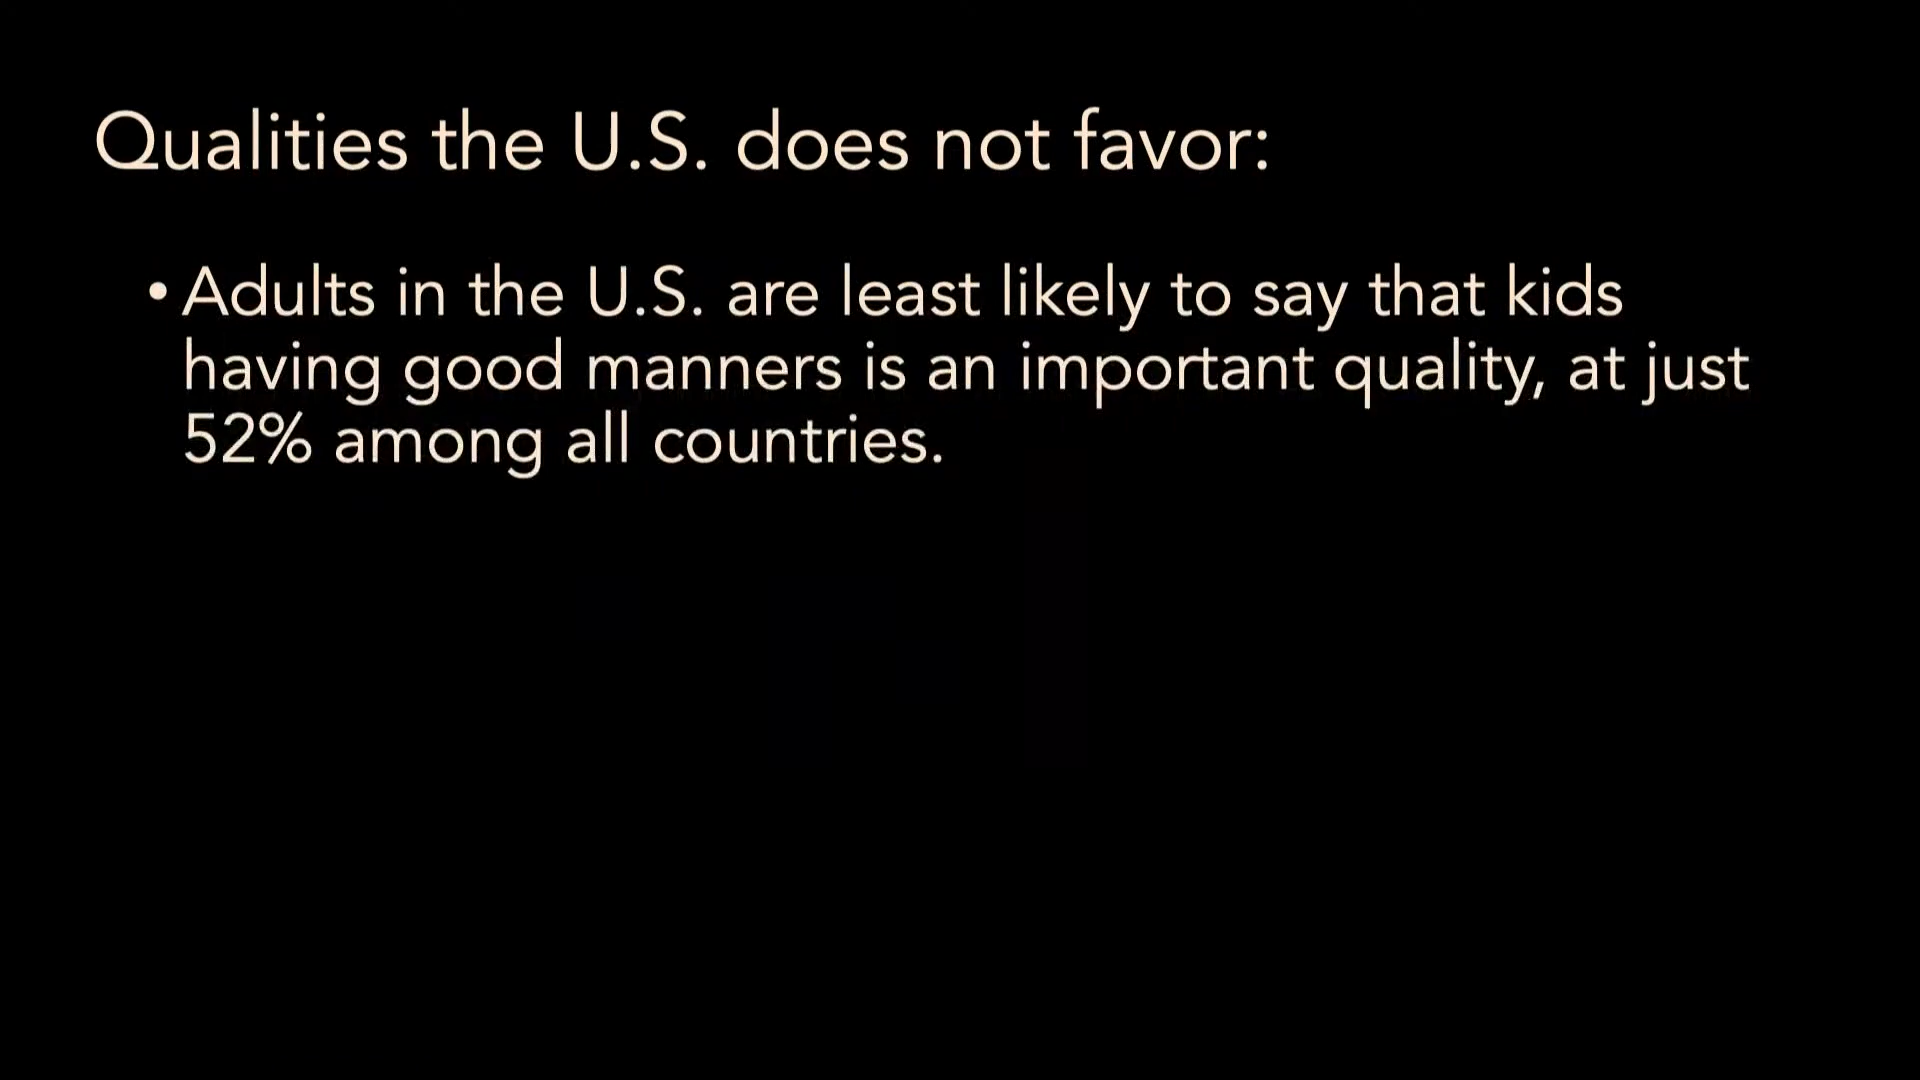 Qualities the U.S. does not favor:
• Adults in the U.S. are least likely to say that kids
having good manners is an important quality, at just
52% among all countries.